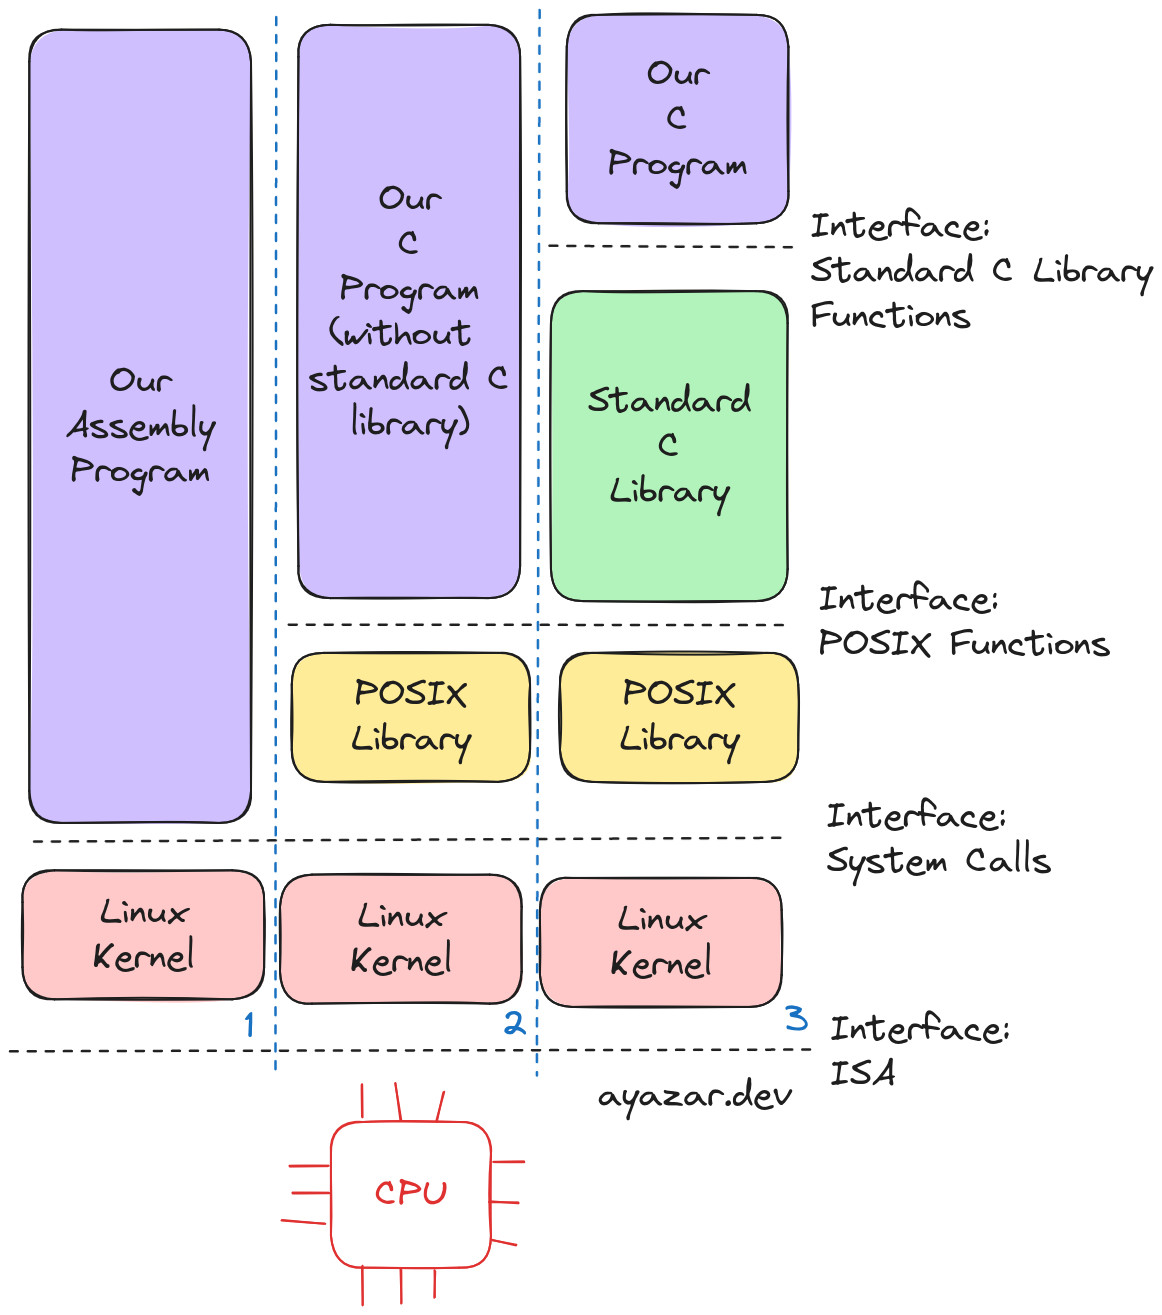 Our
Assembly
Program
Linux
Kernel
1
Our
C
Program
(without
standard C
library)
POSIX
Library
Linux
Kernel
2
Our
C
Program
Standard
C
Library
POSIX
Library
Linux
Kernel
3
Interface:
Standard C Library
Functions
Interface:
POSIX Functions
Interface:
System Calls
Interface:
ISA
ayazar.dev
CPU